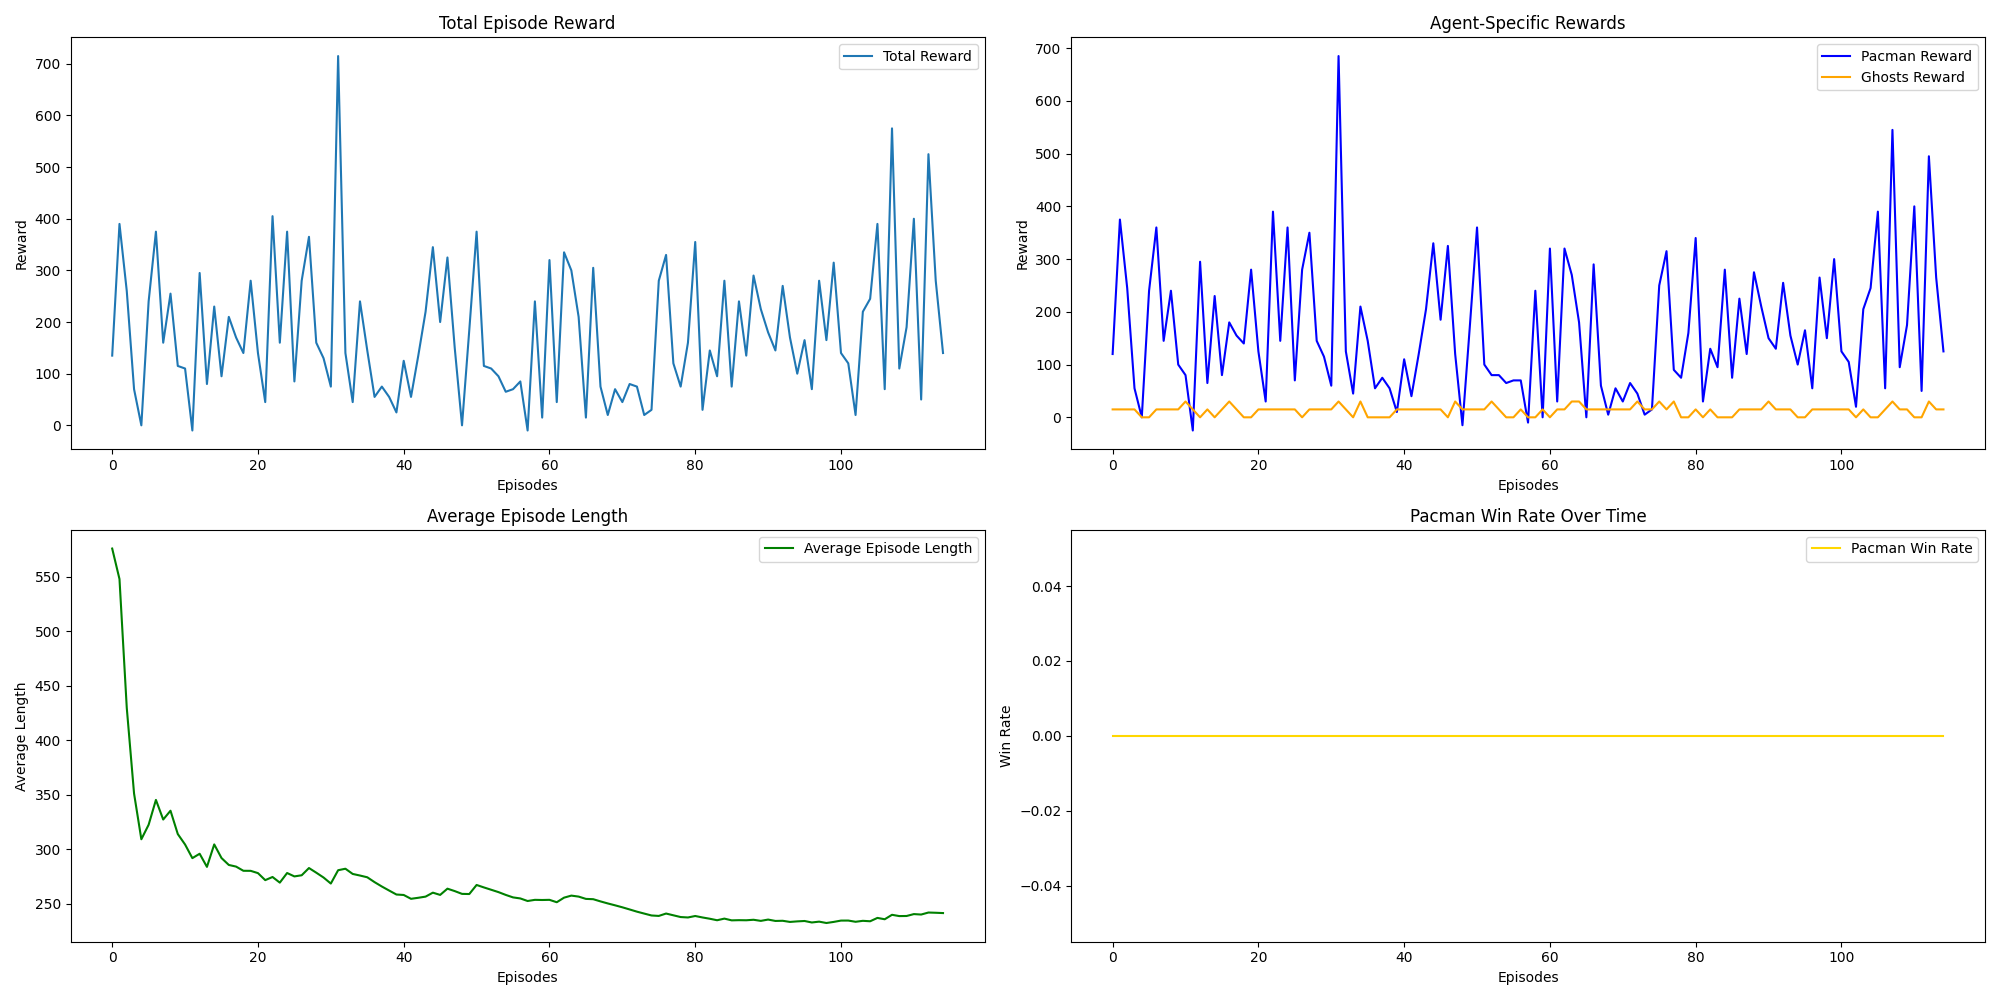 Total Episode Reward
Total Reward
Reward
700
600
500
400
300
200
100
0
0 20 40 60 80 100
Episodes
Agent-Specific Rewards
Pacman Reward
Ghosts Reward
Reward
700
600
500
400
300
200
100
0
0 20 40 60 80 100
Episodes
Average Episode Length
Average Episode Length
Average Length
550
500
450
400
350
300
250
0 20 40 60 80 100
Episodes
Pacman Win Rate Over Time
Pacman Win Rate
Win Rate
0.04
0.02
0.00
−0.02
−0.04
0 20 40 60 80 100
Episodes